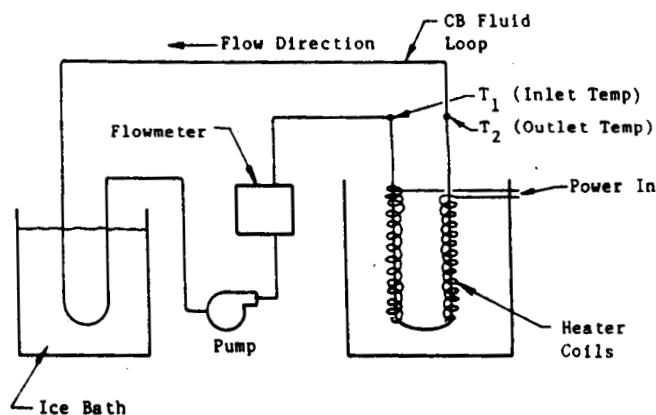 CB Fluid
Loop
Flow Direction
T1 (Inlet Temp)
T2 (Outlet Temp)
Flowmeter
Power In
Pump
Heater
Coils
Ice Bath